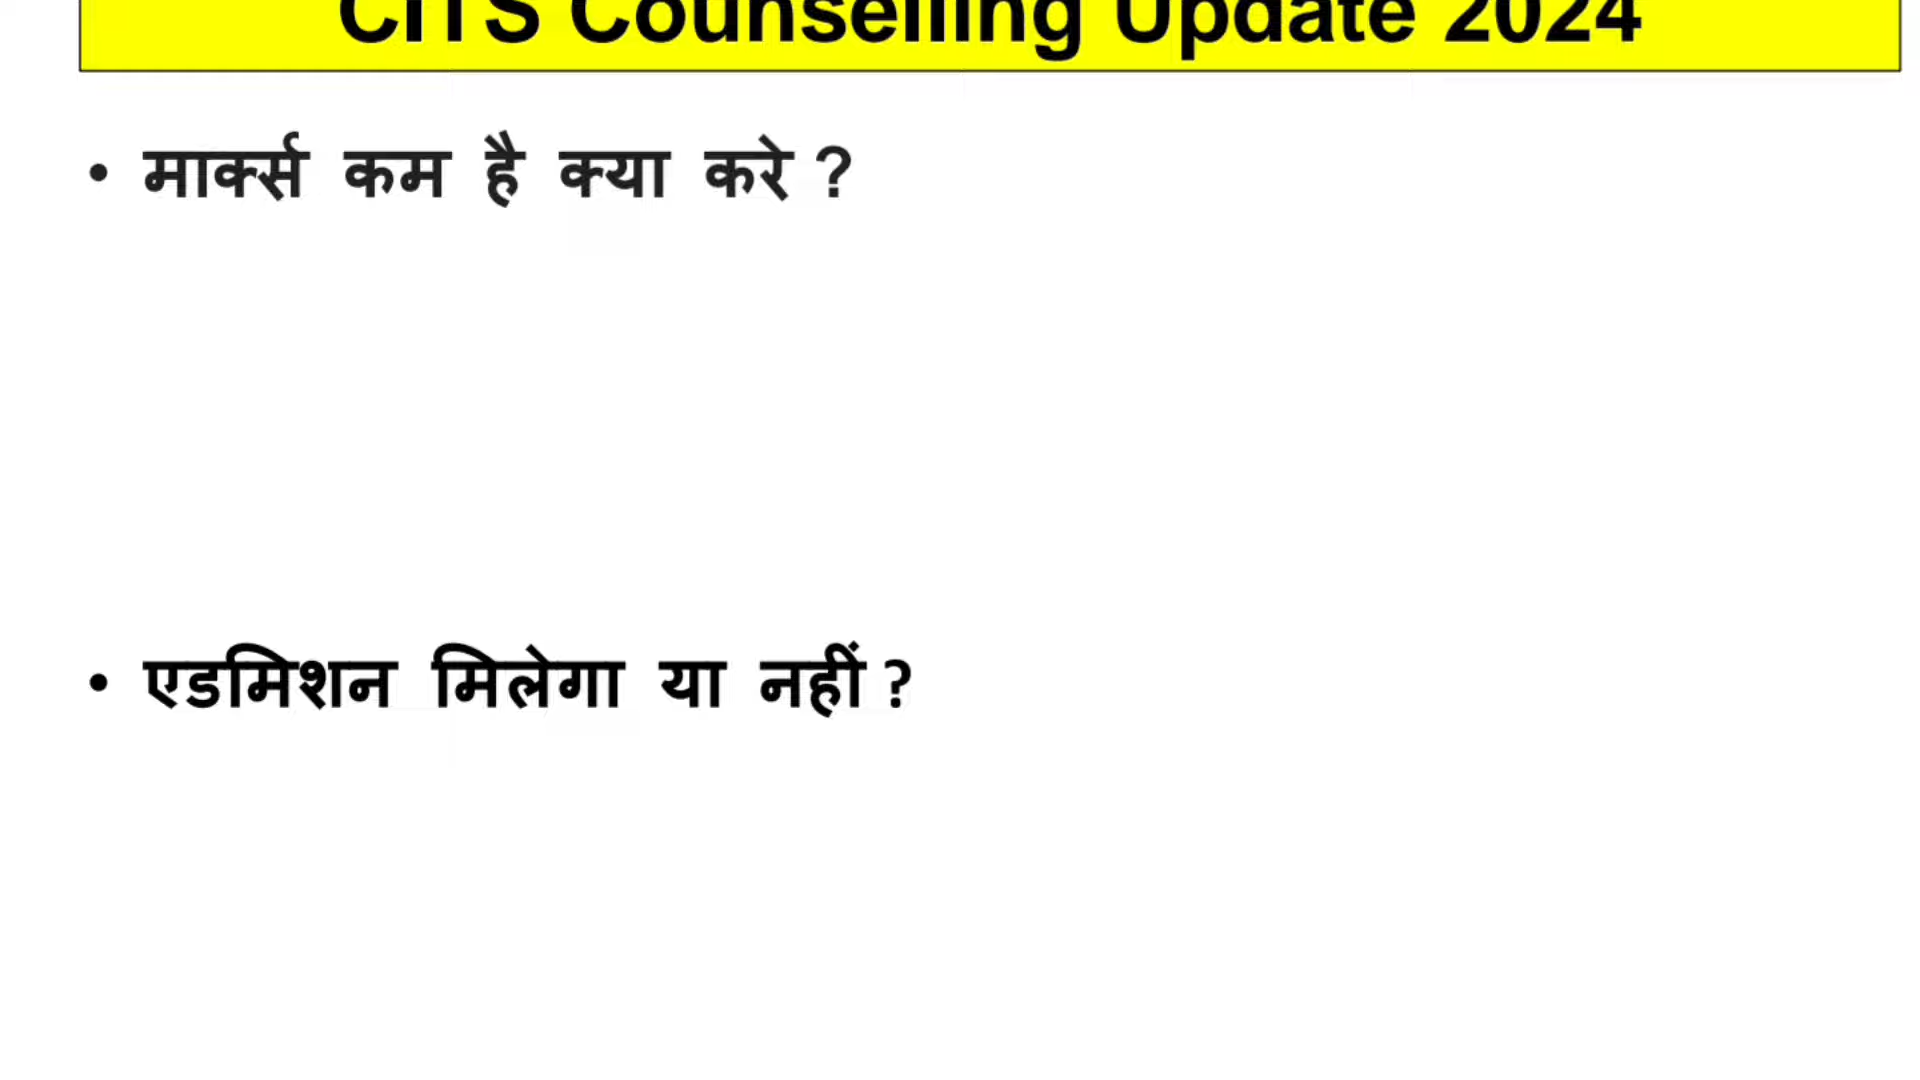 CITS Counselling Update 2024
• मार्क्स कम है क्या करे ?
• एडमिशन मिलेगा या नहीं ?